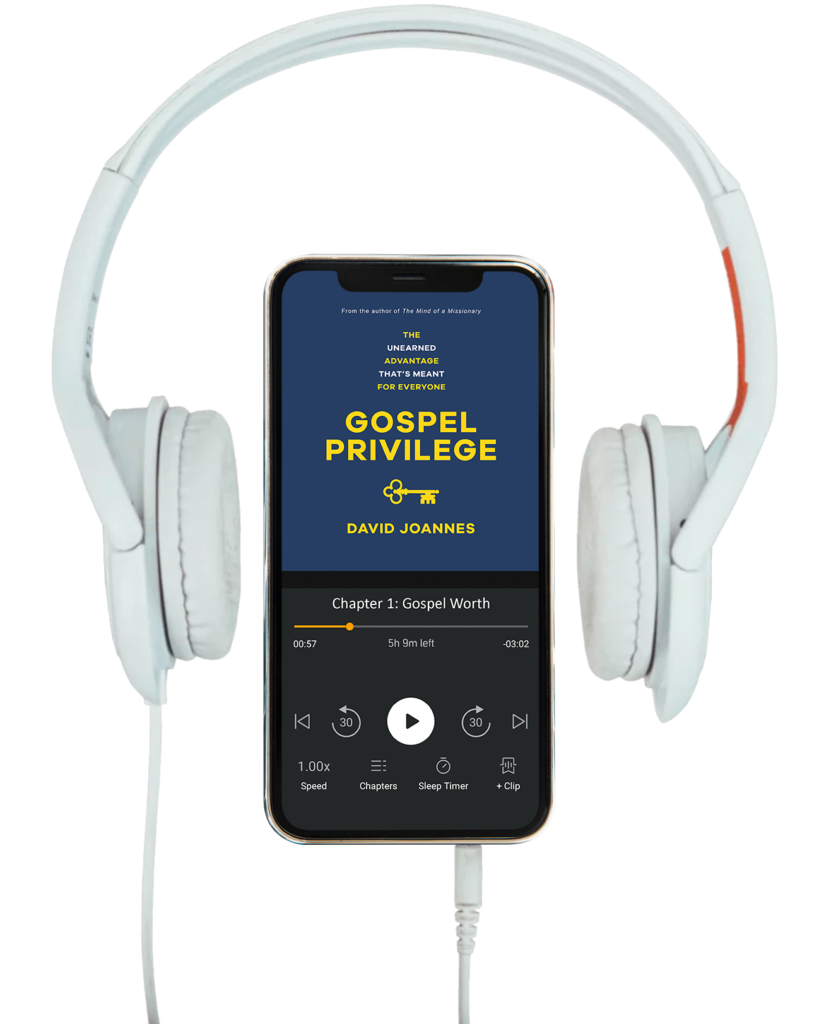 From the author of The Mind of a Missionary
THE
UNEARNED
ADVANTAGE
THAT'S MEANT
FOR EVERYONE
GOSPEL
PRIVILEGE
DAVID JOANNES
Chapter 1: Gospel Worth
00:57 5h 9m left -03:02
30 30
1.00x
Speed Chapters Sleep Timer + Clip